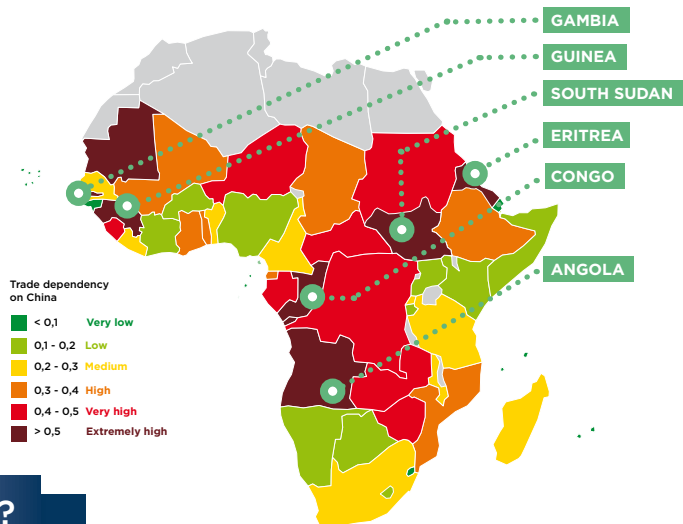 GAMBIA
GUINEA
SOUTH SUDAN
ERITREA
CONGO
ANGOLA
Trade dependency
on China
< 0,1 Very low
0,1 - 0,2 Low
0,2 - 0,3 Medium
0,3 - 0,4 High
0,4 - 0,5 Very high
> 0,5 Extremely high
?